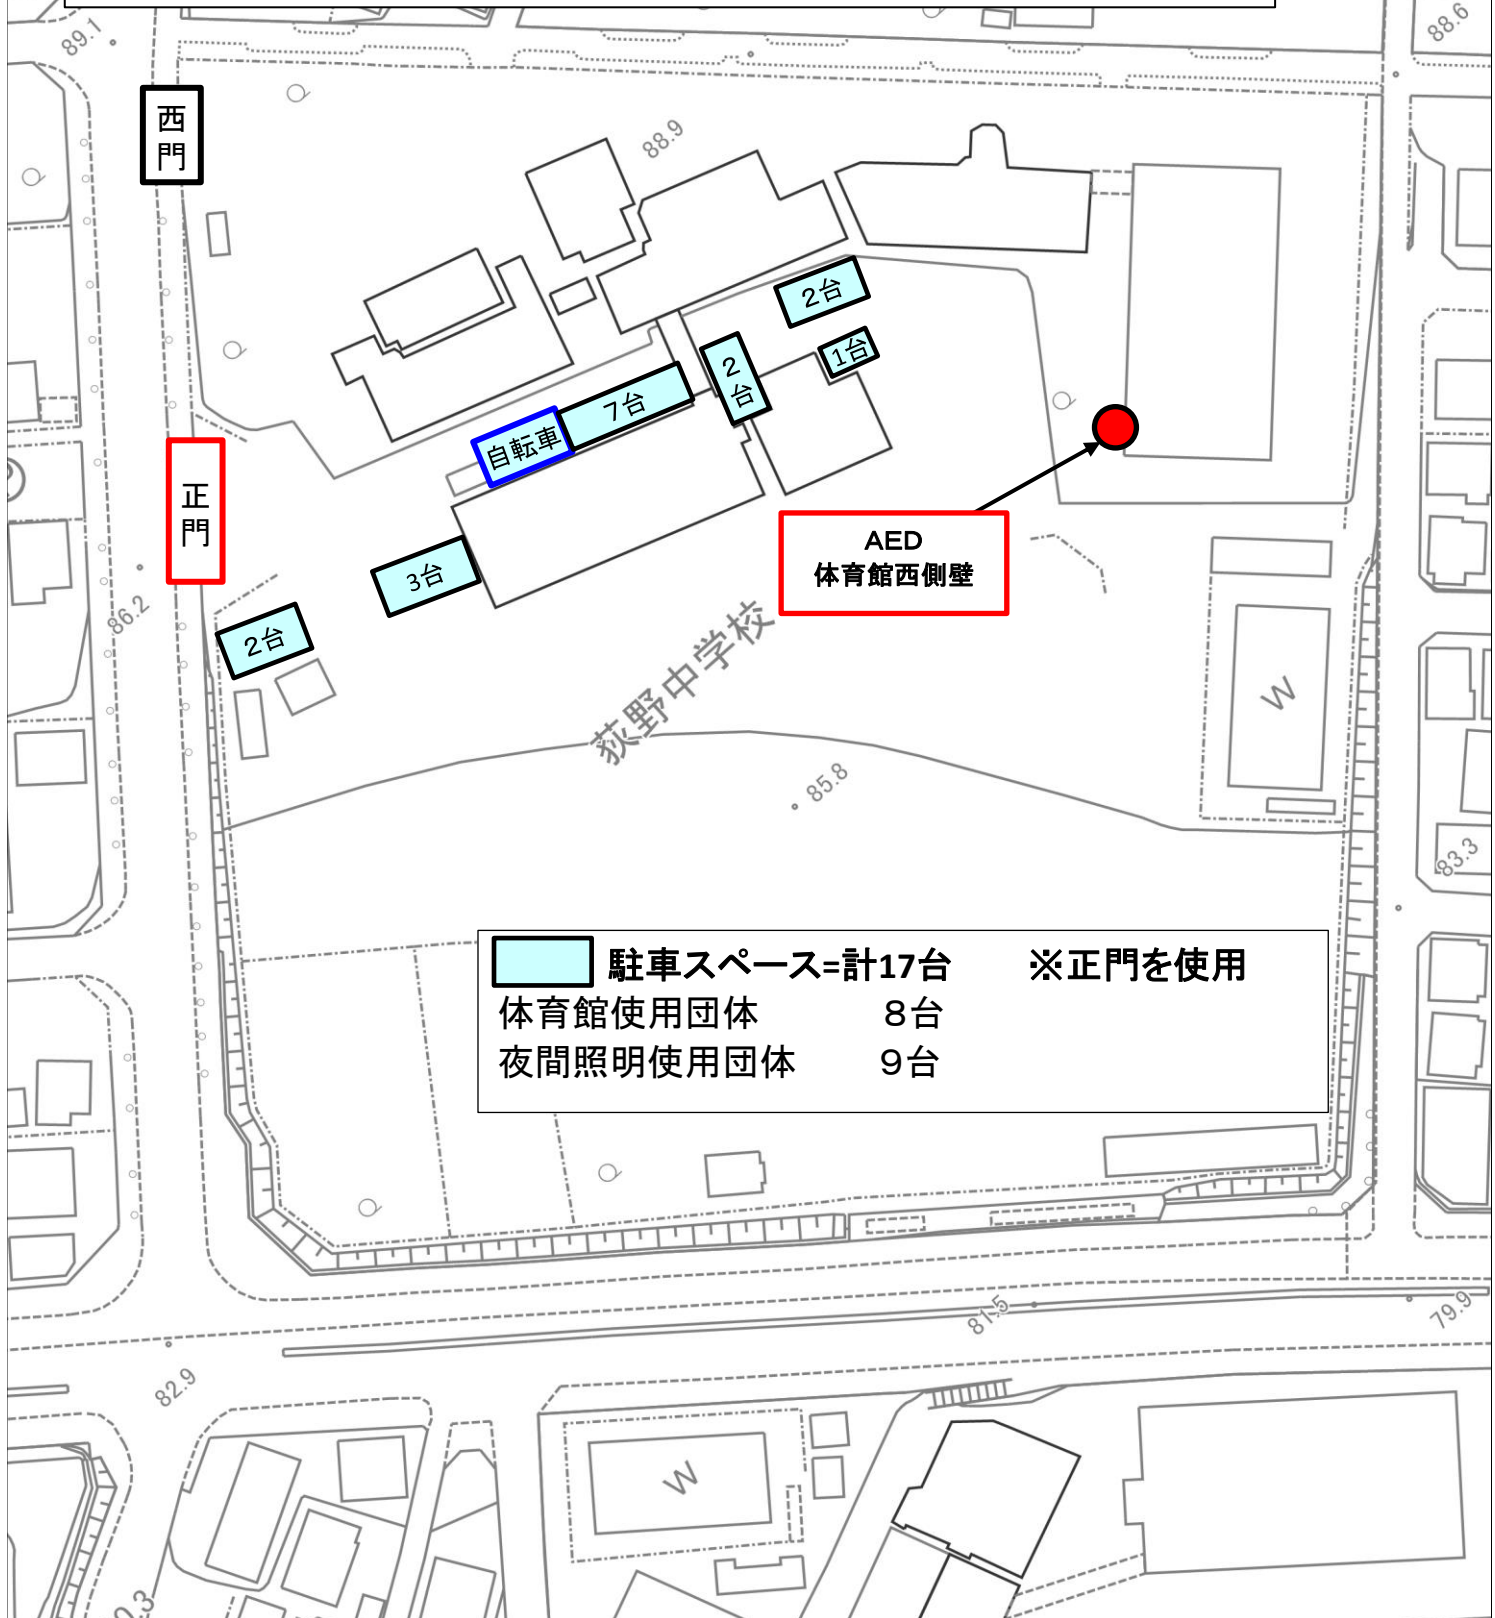 89.1
88.6
西門
88.9
2台
1台
2台
7台
自転車
正門
AED
体育館西側壁
3台
86.2
2台
荻野中学校
W
85.8
83.3
駐車スペース=計17台 ※正門を使用
体育館使用団体 8台
夜間照明使用団体 9台
81.5
79.9
82.9
W